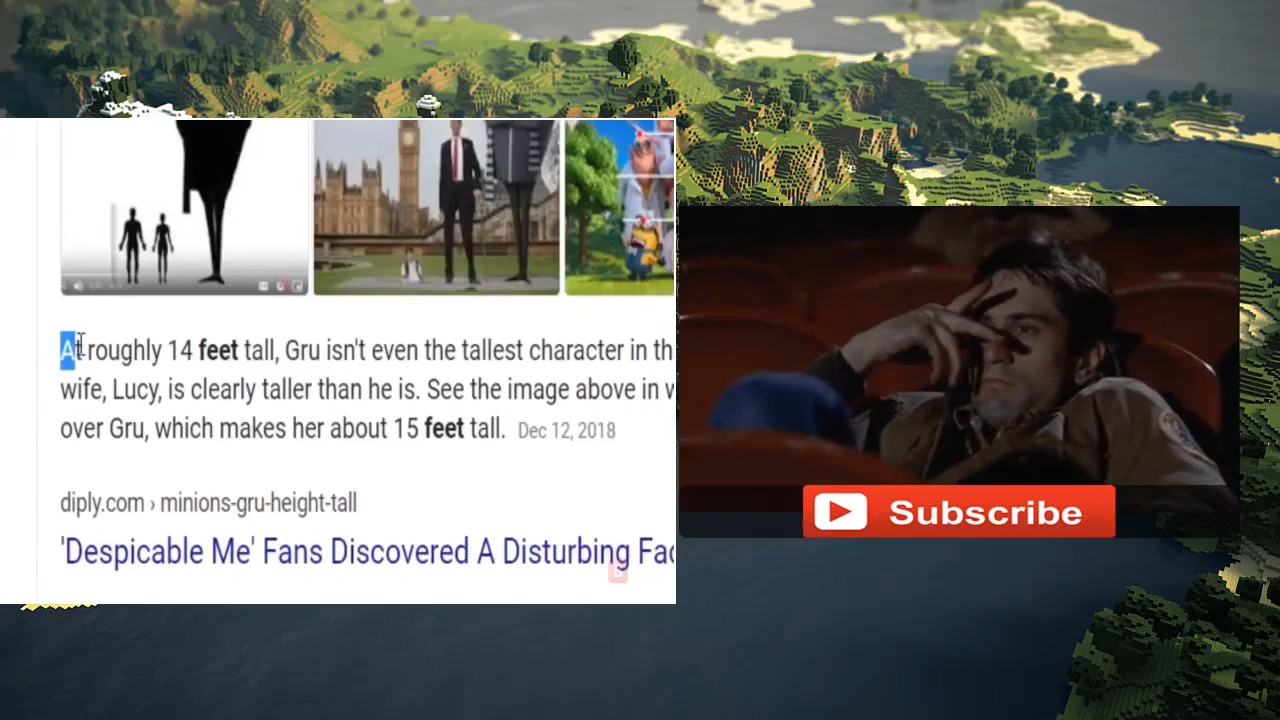 At roughly 14 feet tall, Gru isn't even the tallest character in th
wife, Lucy, is clearly taller than he is. See the image above in w
over Gru, which makes her about 15 feet tall. Dec 12, 2018
diply.com › minions-gru-height-tall
'Despicable Me' Fans Discovered A Disturbing Fac
Subscribe